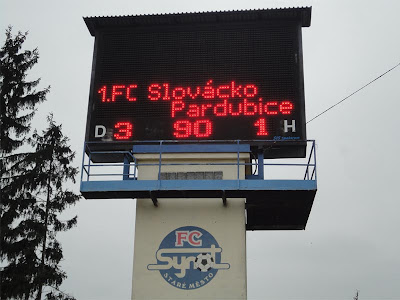 1.FC Slovácko
Pardubice
D 3 90 1 H
FC
Synot
STARÉ MĚSTO